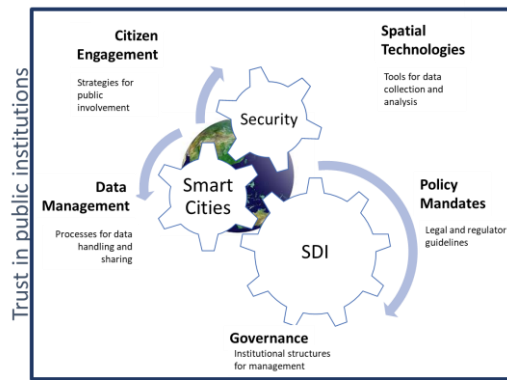 Trust in public institutions
Citizen
Engagement
Strategies for
public
involvement
Spatial
Technologies
Tools for data
collection and
analysis
Security
Data
Management
Processes for data
handling and
sharing
Smart
Cities
Policy
Mandates
Legal and regulator
guidelines
SDI
Governance
Institutional structures
for management